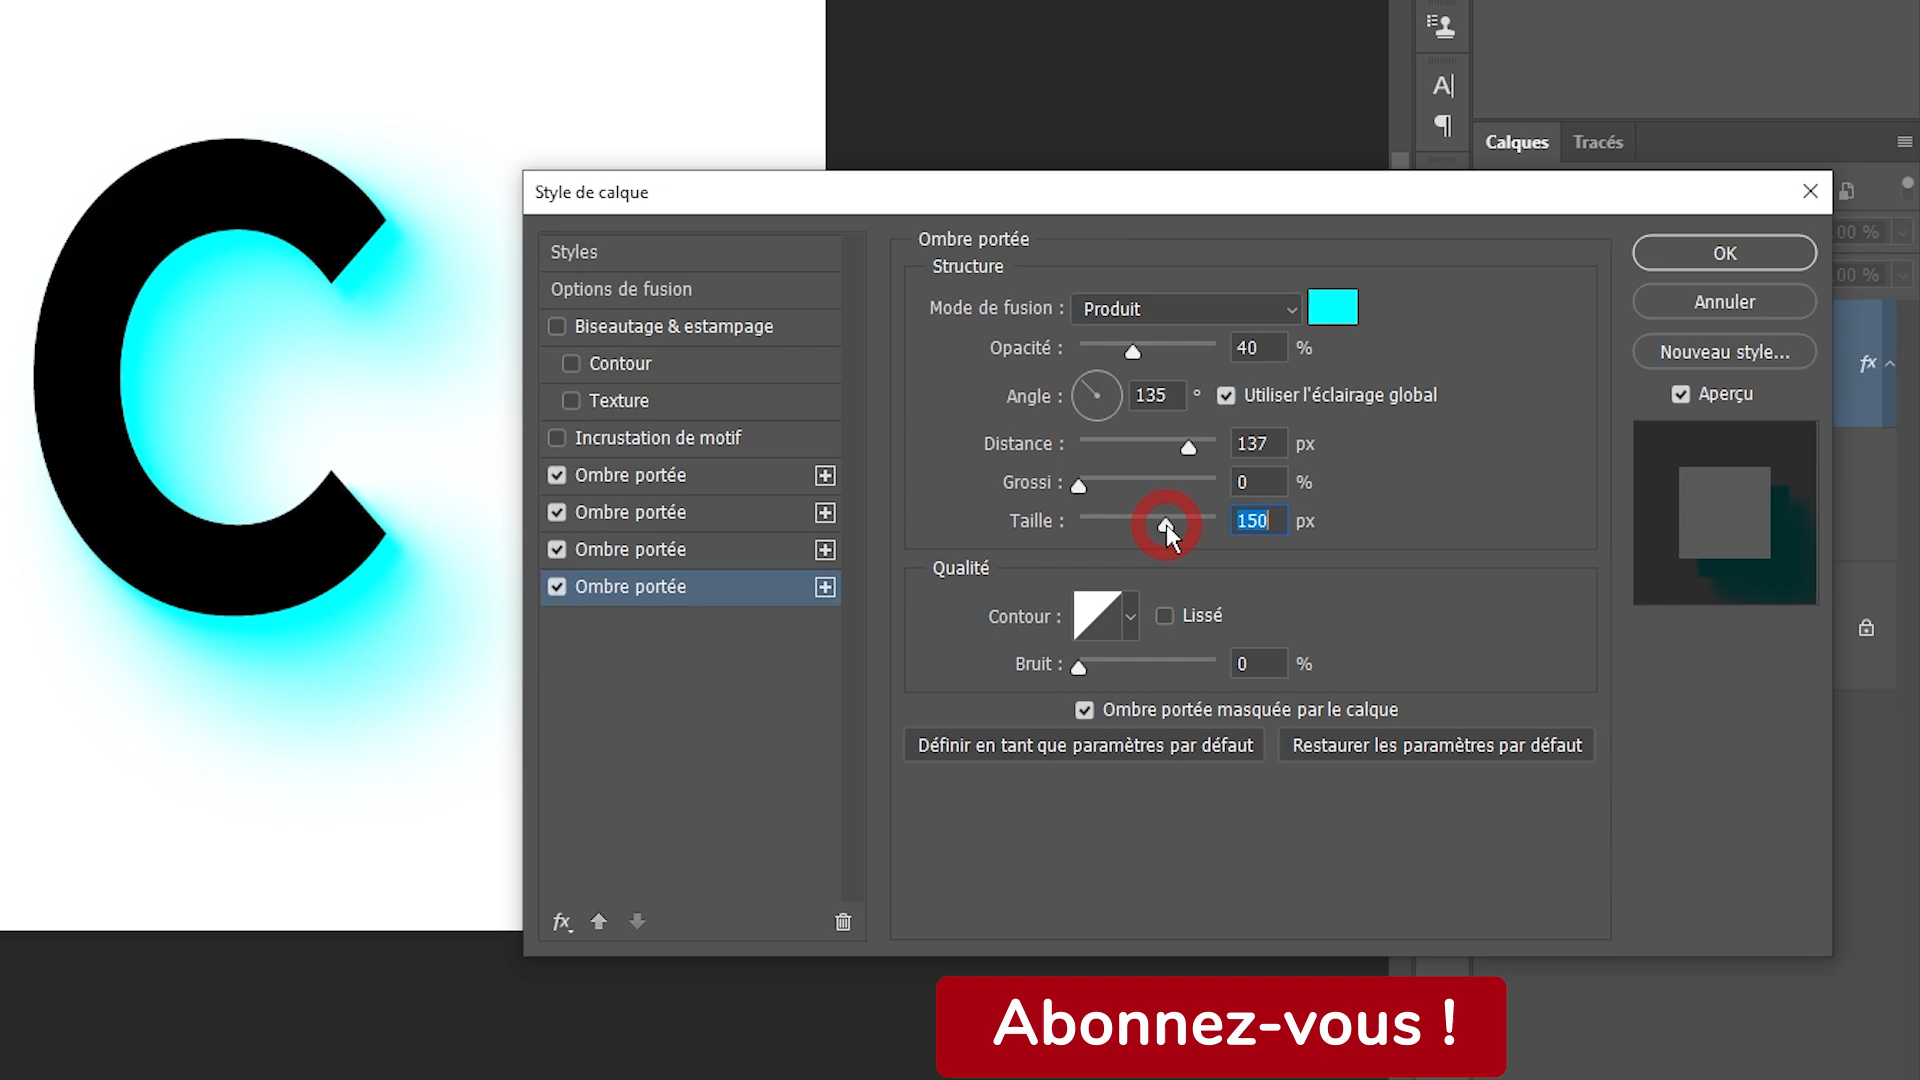 C
A|
¶
Calques
Tracés
Style de calque
00 %
00 %
fx
Styles
Options de fusion
Biseautage & estampage
Contour
Texture
Incrustation de motif
Ombre portée
Ombre portée
Ombre portée
Ombre portée
fx
Ombre portée
Structure
Mode de fusion : Produit
Opacité : 40 %
Angle : 135 ° Utiliser l'éclairage global
Distance : 137 px
Grossi : 0 %
Taille : 150 px
Qualité
Contour : Lissé
Bruit : 0 %
Ombre portée masquée par le calque
Définir en tant que paramètres par défaut
Restaurer les paramètres par défaut
OK
Annuler
Nouveau style...
Aperçu
Abonnez-vous !